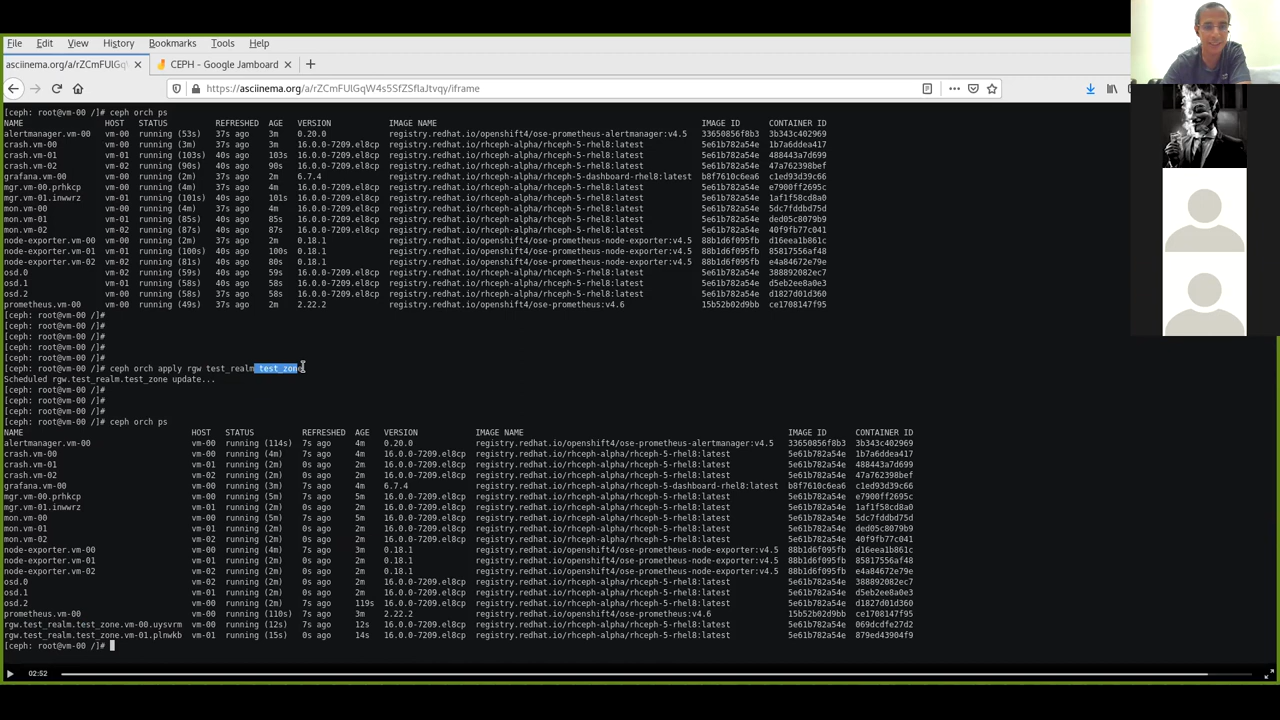 File Edit View History Bookmarks Tools Help
asciinema.org/a/rZCmFUlGqW CEPH - Google Jamboard
https://asciinema.org/a/rZCmFUlGqW4s5SfZSflaJtvqy/iframe
[ceph: root@vm-00 /]# ceph orch ps
NAME HOST STATUS REFRESHED AGE VERSION IMAGE NAME IMAGE ID CONTAINER ID
alertmanager.vm-00 vm-00 running (53s) 37s ago 3m 0.20.0 registry.redhat.io/openshift4/ose-prometheus-alertmanager:v4.5 33650856f8b3 3b343c402969
crash.vm-00 vm-00 running (3m) 37s ago 3m 16.0.0-7209.el8cp registry.redhat.io/rhceph-alpha/rhceph-5-rhel8:latest 5e61b782a54e 1b7a6dd1a417
crash.vm-01 vm-01 running (103s) 40s ago 103s 16.0.0-7209.el8cp registry.redhat.io/rhceph-alpha/rhceph-5-rhel8:latest 5e61b782a54e 488443a7d699
crash.vm-02 vm-02 running (90s) 40s ago 90s 16.0.0-7209.el8cp registry.redhat.io/rhceph-alpha/rhceph-5-rhel8:latest 5e61b782a54e 47a762398bef
grafana.vm-00 vm-00 running (2m) 37s ago 2m 6.7.4 registry.redhat.io/rhceph-alpha/rhceph-5-dashboard-rhel8:latest b8f7610c6ea6 c1ed93d39c66
mgr.vm-00.prhkcp vm-00 running (4m) 37s ago 4m 16.0.0-7209.el8cp registry.redhat.io/rhceph-alpha/rhceph-5-rhel8:latest 5e61b782a54e e7900ff2695c
mgr.vm-01.inwwrz vm-01 running (101s) 40s ago 101s 16.0.0-7209.el8cp registry.redhat.io/rhceph-alpha/rhceph-5-rhel8:latest 5e61b782a54e 1af1f58cd8a0
mon.vm-00 vm-00 running (4m) 37s ago 4m 16.0.0-7209.el8cp registry.redhat.io/rhceph-alpha/rhceph-5-rhel8:latest 5e61b782a54e 5dc7fddbd75d
mon.vm-01 vm-01 running (85s) 40s ago 85s 16.0.0-7209.el8cp registry.redhat.io/rhceph-alpha/rhceph-5-rhel8:latest 5e61b782a54e ded05c8079b9
mon.vm-02 vm-02 running (87s) 40s ago 87s 16.0.0-7209.el8cp registry.redhat.io/rhceph-alpha/rhceph-5-rhel8:latest 5e61b782a54e 40f9fb77c041
node-exporter.vm-00 vm-00 running (2m) 37s ago 2m 0.18.1 registry.redhat.io/openshift4/ose-prometheus-node-exporter:v4.5 88b1d6f095fb d16eea1b861c
node-exporter.vm-01 vm-01 running (100s) 40s ago 100s 0.18.1 registry.redhat.io/openshift4/ose-prometheus-node-exporter:v4.5 88b1d6f095fb 85817556af48
node-exporter.vm-02 vm-02 running (81s) 40s ago 80s 0.18.1 registry.redhat.io/openshift4/ose-prometheus-node-exporter:v4.5 88b1d6f095fb e4a84672e79e
osd.0 vm-02 running (59s) 40s ago 59s 16.0.0-7209.el8cp registry.redhat.io/rhceph-alpha/rhceph-5-rhel8:latest 5e61b782a54e 388892082ec7
osd.1 vm-01 running (58s) 40s ago 58s 16.0.0-7209.el8cp registry.redhat.io/rhceph-alpha/rhceph-5-rhel8:latest 5e61b782a54e d5eb2ee8a0e3
osd.2 vm-00 running (58s) 37s ago 58s 16.0.0-7209.el8cp registry.redhat.io/rhceph-alpha/rhceph-5-rhel8:latest 5e61b782a54e d1827d01d360
prometheus.vm-00 vm-00 running (49s) 37s ago 2m 2.22.2 registry.redhat.io/openshift4/ose-prometheus:v4.6 15b52b02d9bb ce1708147f95
[ceph: root@vm-00 /]#
[ceph: root@vm-00 /]#
[ceph: root@vm-00 /]#
[ceph: root@vm-00 /]#
[ceph: root@vm-00 /]#
[ceph: root@vm-00 /]# ceph orch apply rgw test_realm test_zone
Scheduled rgw.test_realm.test_zone update...
[ceph: root@vm-00 /]#
[ceph: root@vm-00 /]#
[ceph: root@vm-00 /]#
[ceph: root@vm-00 /]# ceph orch ps
NAME HOST STATUS REFRESHED AGE VERSION IMAGE NAME IMAGE ID CONTAINER ID
alertmanager.vm-00 vm-00 running (114s) 7s ago 4m 0.20.0 registry.redhat.io/openshift4/ose-prometheus-alertmanager:v4.5 33650856f8b3 3b343c402969
crash.vm-00 vm-00 running (4m) 7s ago 4m 16.0.0-7209.el8cp registry.redhat.io/rhceph-alpha/rhceph-5-rhel8:latest 5e61b782a54e 1b7a6dd1a417
crash.vm-01 vm-01 running (2m) 0s ago 2m 16.0.0-7209.el8cp registry.redhat.io/rhceph-alpha/rhceph-5-rhel8:latest 5e61b782a54e 488443a7d699
crash.vm-02 vm-02 running (2m) 0s ago 2m 16.0.0-7209.el8cp registry.redhat.io/rhceph-alpha/rhceph-5-rhel8:latest 5e61b782a54e 47a762398bef
grafana.vm-00 vm-00 running (3m) 7s ago 4m 6.7.4 registry.redhat.io/rhceph-alpha/rhceph-5-dashboard-rhel8:latest b8f7610c6ea6 c1ed93d39c66
mgr.vm-00.prhkcp vm-00 running (5m) 7s ago 5m 16.0.0-7209.el8cp registry.redhat.io/rhceph-alpha/rhceph-5-rhel8:latest 5e61b782a54e e7900ff2695c
mgr.vm-01.inwwrz vm-01 running (2m) 0s ago 2m 16.0.0-7209.el8cp registry.redhat.io/rhceph-alpha/rhceph-5-rhel8:latest 5e61b782a54e 1af1f58cd8a0
mon.vm-00 vm-00 running (5m) 7s ago 5m 16.0.0-7209.el8cp registry.redhat.io/rhceph-alpha/rhceph-5-rhel8:latest 5e61b782a54e 5dc7fddbd75d
mon.vm-01 vm-01 running (2m) 0s ago 2m 16.0.0-7209.el8cp registry.redhat.io/rhceph-alpha/rhceph-5-rhel8:latest 5e61b782a54e ded05c8079b9
mon.vm-02 vm-02 running (2m) 0s ago 2m 16.0.0-7209.el8cp registry.redhat.io/rhceph-alpha/rhceph-5-rhel8:latest 5e61b782a54e 40f9fb77c041
node-exporter.vm-00 vm-00 running (4m) 7s ago 3m 0.18.1 registry.redhat.io/openshift4/ose-prometheus-node-exporter:v4.5 88b1d6f095fb d16eea1b861c
node-exporter.vm-01 vm-01 running (2m) 0s ago 2m 0.18.1 registry.redhat.io/openshift4/ose-prometheus-node-exporter:v4.5 88b1d6f095fb 85817556af48
node-exporter.vm-02 vm-02 running (2m) 0s ago 2m 0.18.1 registry.redhat.io/openshift4/ose-prometheus-node-exporter:v4.5 88b1d6f095fb e4a84672e79e
osd.0 vm-02 running (2m) 0s ago 2m 16.0.0-7209.el8cp registry.redhat.io/rhceph-alpha/rhceph-5-rhel8:latest 5e61b782a54e 388892082ec7
osd.1 vm-01 running (2m) 0s ago 2m 16.0.0-7209.el8cp registry.redhat.io/rhceph-alpha/rhceph-5-rhel8:latest 5e61b782a54e d5eb2ee8a0e3
osd.2 vm-00 running (2m) 7s ago 119s 16.0.0-7209.el8cp registry.redhat.io/rhceph-alpha/rhceph-5-rhel8:latest 5e61b782a54e d1827d01d360
prometheus.vm-00 vm-00 running (110s) 7s ago 3m 2.22.2 registry.redhat.io/openshift4/ose-prometheus:v4.6 15b52b02d9bb ce1708147f95
rgw.test_realm.test_zone.vm-00.uysvrm vm-00 running (12s) 7s ago 12s 16.0.0-7209.el8cp registry.redhat.io/rhceph-alpha/rhceph-5-rhel8:latest 5e61b782a54e 069dcdfe27d2
rgw.test_realm.test_zone.vm-01.plnwkb vm-01 running (15s) 0s ago 14s 16.0.0-7209.el8cp registry.redhat.io/rhceph-alpha/rhceph-5-rhel8:latest 5e61b782a54e 879ed43904f9
[ceph: root@vm-00 /]#
02:52